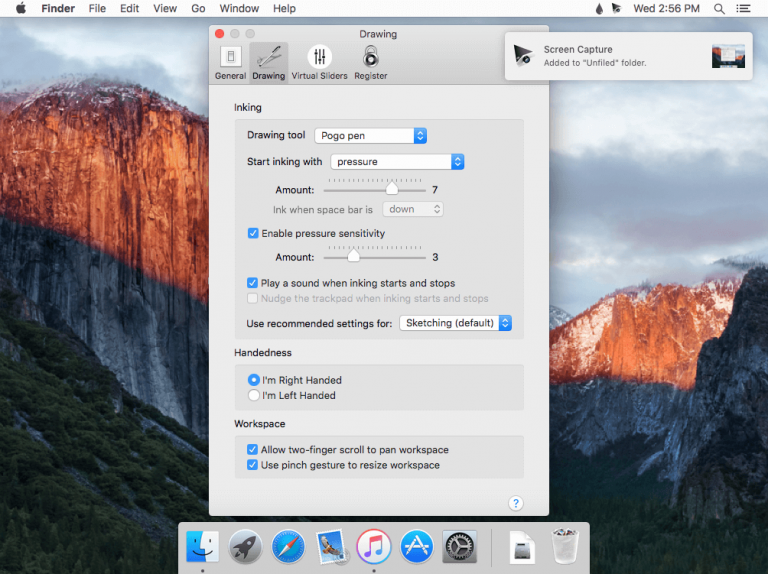 Finder File Edit View Go Window Help Wed 2:56 PM
Drawing
General Drawing Virtual Sliders Register
Screen Capture
Added to "Unfiled" folder.
Inking
Drawing tool Pogo pen
Start inking with pressure
Amount: 7
Ink when space bar is down
Enable pressure sensitivity
Amount: 3
Play a sound when inking starts and stops
Nudge the trackpad when inking starts and stops
Use recommended settings for: Sketching (default)
Handedness
I'm Right Handed
I'm Left Handed
Workspace
Allow two-finger scroll to pan workspace
Use pinch gesture to resize workspace
?